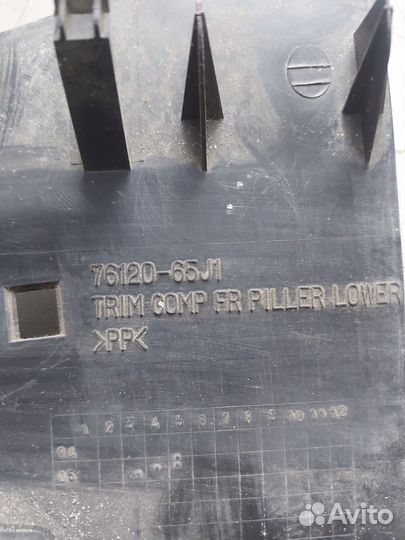 76120-65J1
TRIM COMP FR PILLER LOWER
>PP<
1 2 3 4 5 6 7 8 9 10 11 12
Avito